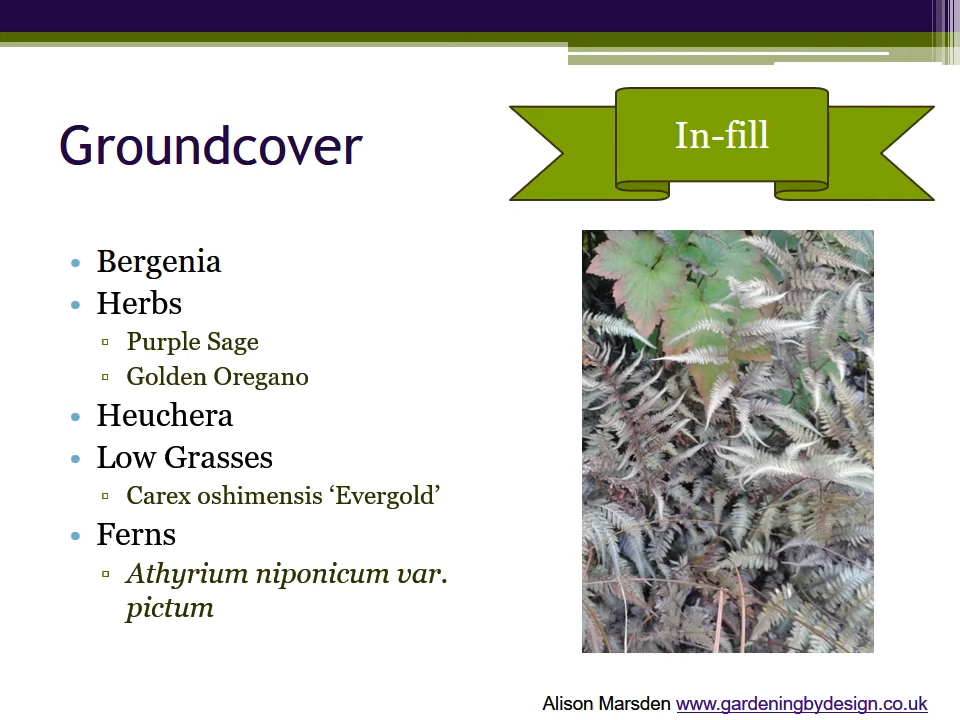 Groundcover
In-fill
Bergenia
Herbs
Purple Sage
Golden Oregano
Heuchera
Low Grasses
Carex oshimensis ‘Evergold’
Ferns
Athyrium niponicum var.
pictum
Alison Marsden www.gardeningbydesign.co.uk